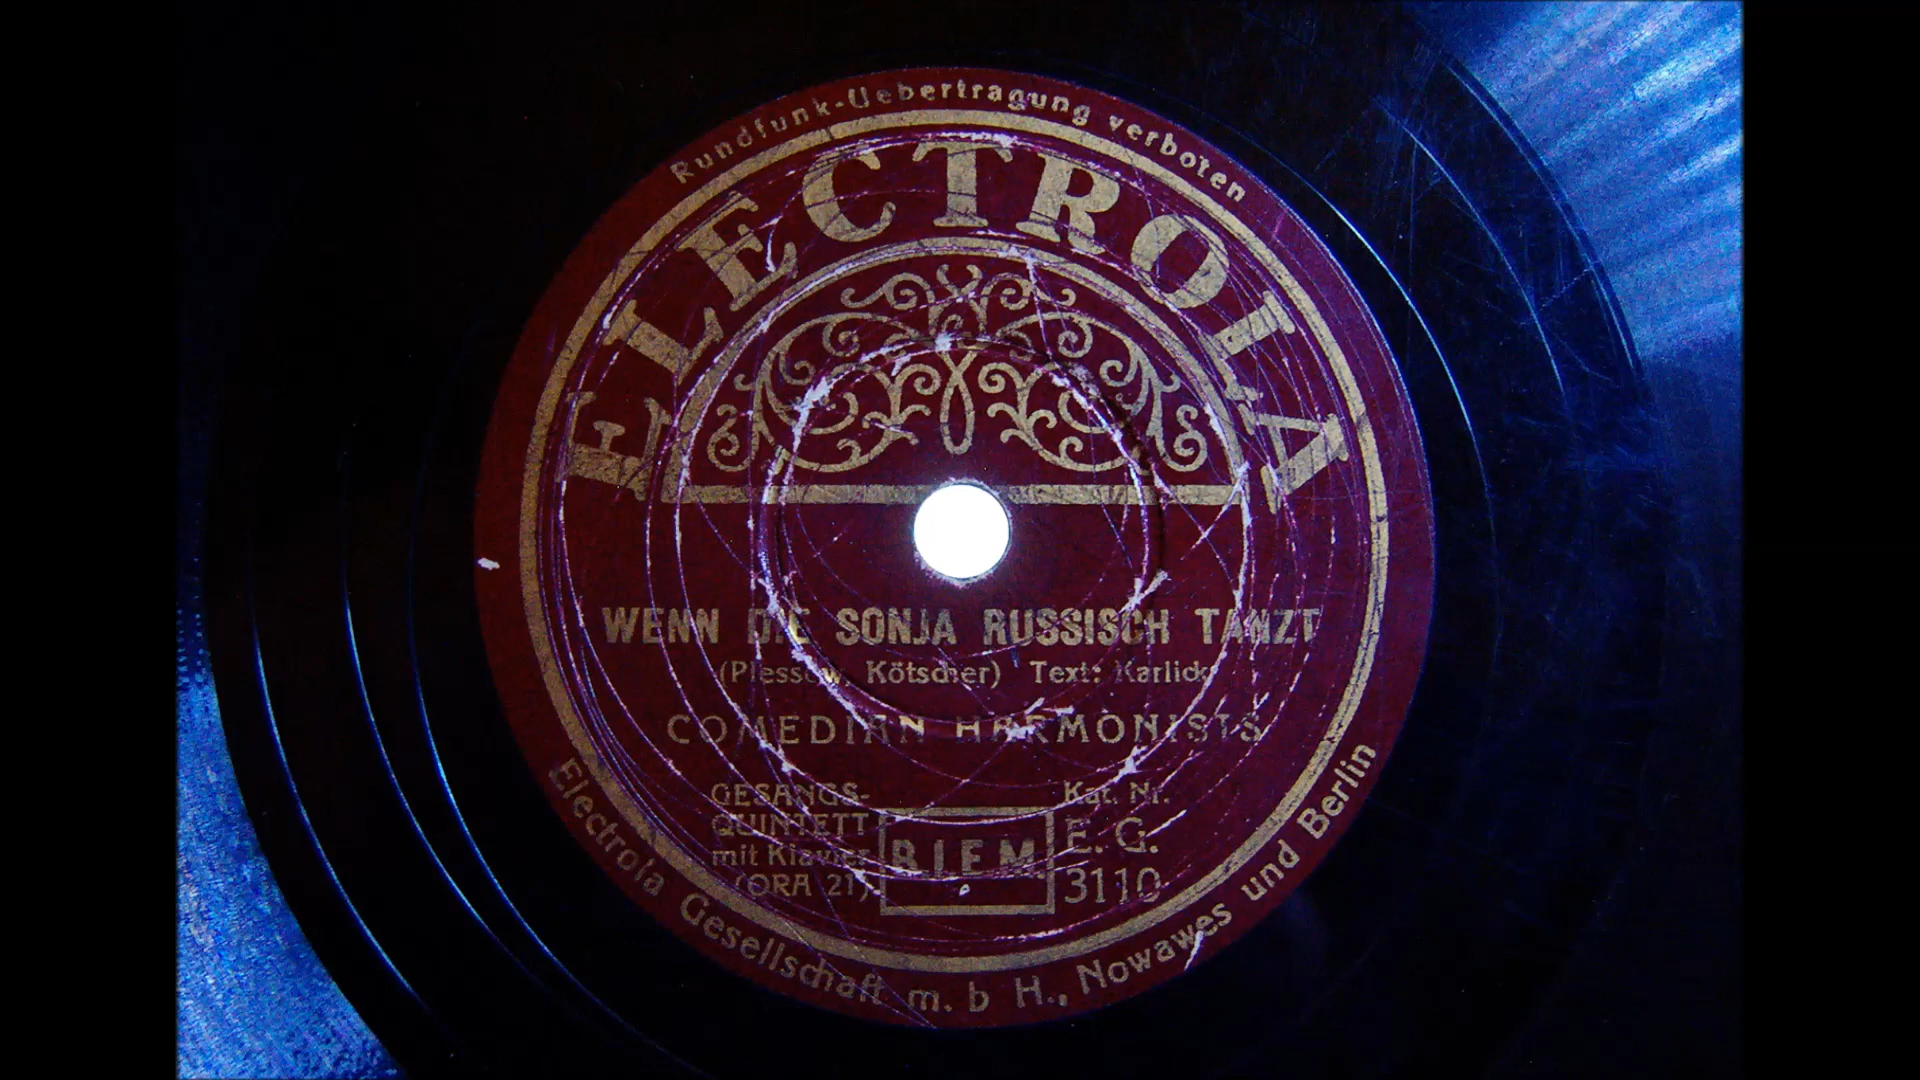 Rundfunk-Uebertragung verboten
ELECTROLA
WENN DIE SONJA RUSSISCH TANZT
(Plessow, Kötscher) Text: Karlick
COMEDIAN HARMONISTS
GESANGS-
QUINTETT
mit Klavier
(ORA 21)
B.I.E.M.
Kat. Nr.
E. G.
3110
Electrola Gesellschaft m. b H., Nowawes und Berlin